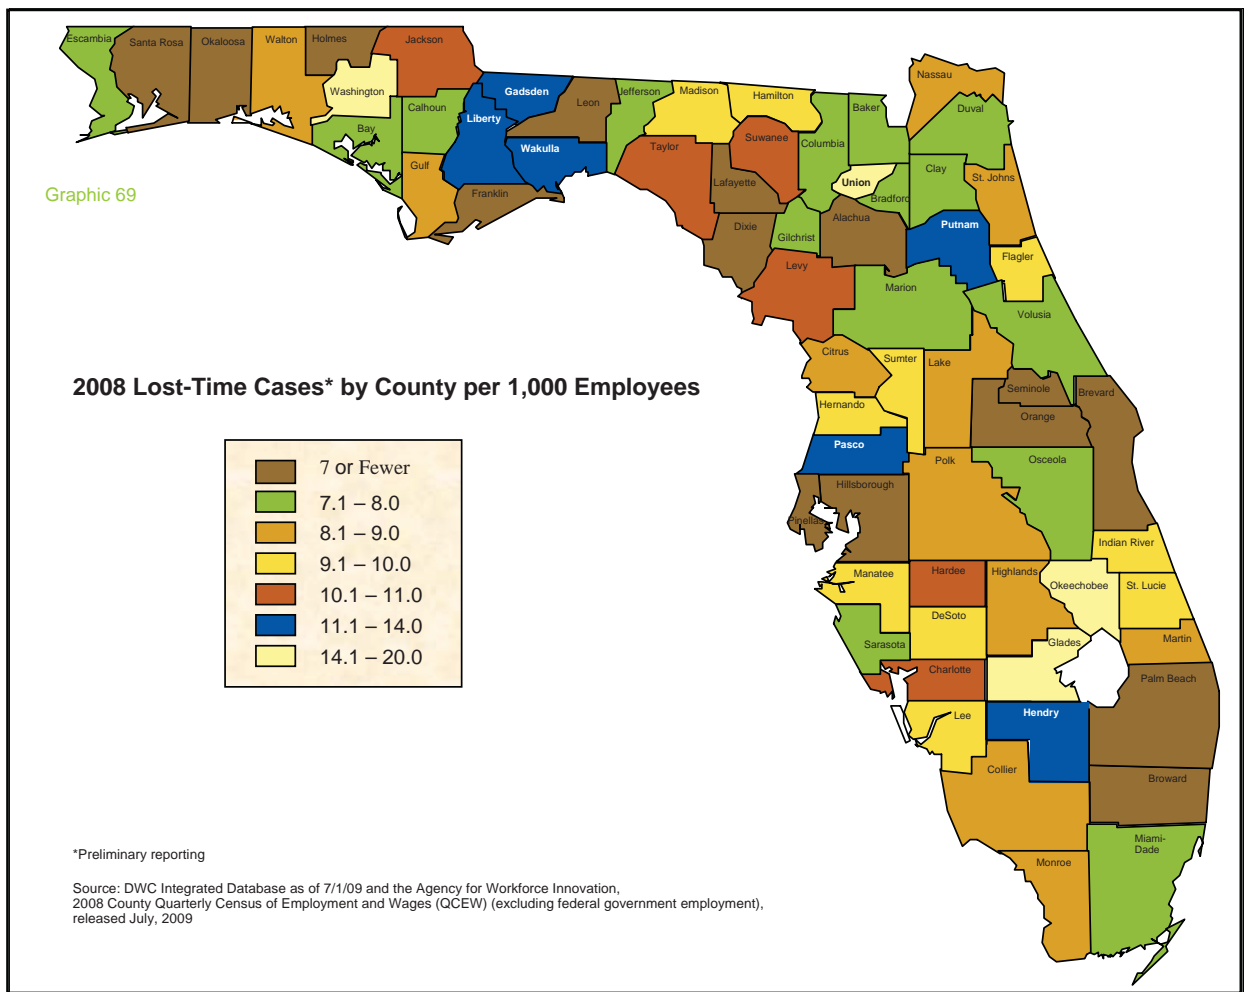 Escambia
Santa Rosa
Okaloosa
Walton
Holmes
Jackson
Washington
Bay
Calhoun
Gulf
Liberty
Gadsden
Wakulla
Franklin
Leon
Jefferson
Madison
Hamilton
Taylor
Suwanee
Lafayette
Dixie
Columbia
Baker
Nassau
Duval
Union
Bradford
Clay
St. Johns
Gilchrist
Alachua
Putnam
Flagler
Levy
Marion
Volusia
Graphic 69
Citrus
Sumter
Lake
Seminole
Orange
Brevard
Hernando
Pasco
Polk
Osceola
Hillsborough
Pinellas
Indian River
Manatee
Hardee
Highlands
Okeechobee
St. Lucie
DeSoto
Sarasota
Glades
Martin
Charlotte
Palm Beach
Lee
Hendry
Collier
Broward
Miami-
Dade
Monroe
2008 Lost-Time Cases* by County per 1,000 Employees
7 or Fewer
7.1 – 8.0
8.1 – 9.0
9.1 – 10.0
10.1 – 11.0
11.1 – 14.0
14.1 – 20.0
*Preliminary reporting
Source: DWC Integrated Database as of 7/1/09 and the Agency for Workforce Innovation,
2008 County Quarterly Census of Employment and Wages (QCEW) (excluding federal government employment),
released July, 2009